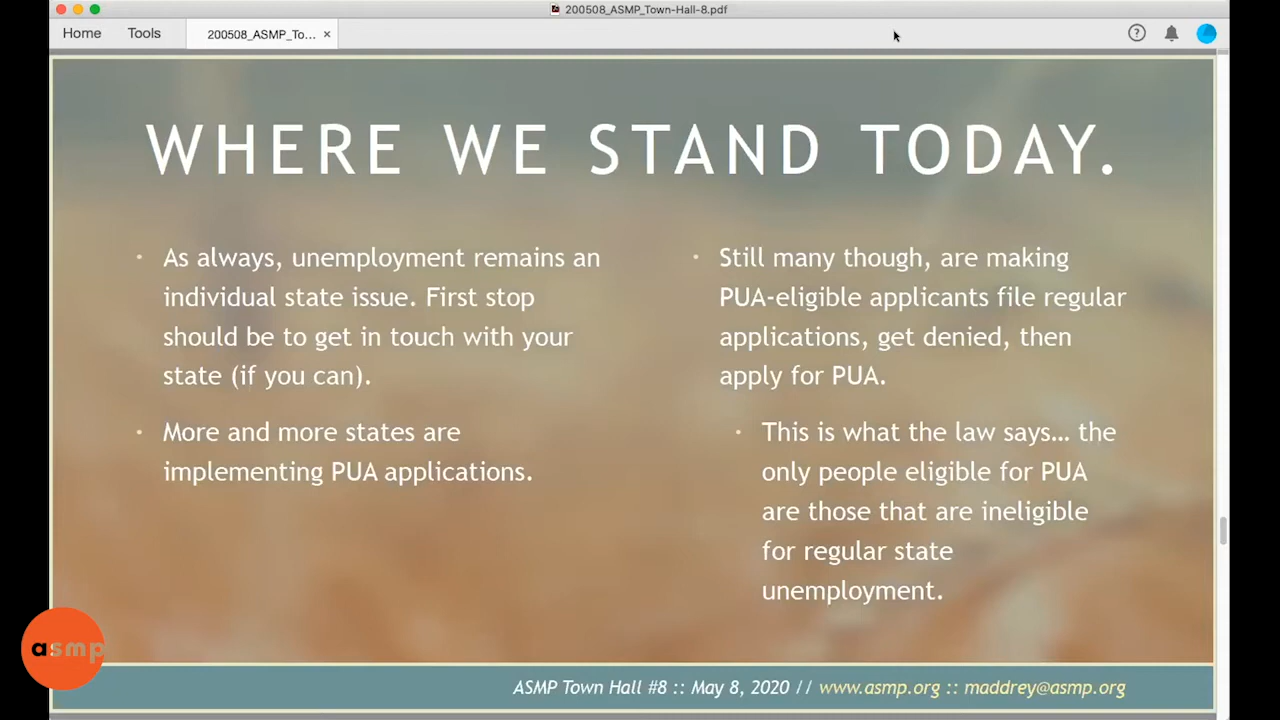 200508_ASMP_Town-Hall-8.pdf
Home Tools 200508_ASMP_To... ×
WHERE WE STAND TODAY.
• As always, unemployment remains an
individual state issue. First stop
should be to get in touch with your
state (if you can).
• More and more states are
implementing PUA applications.
• Still many though, are making
PUA-eligible applicants file regular
applications, get denied, then
apply for PUA.
• This is what the law says… the
only people eligible for PUA
are those that are ineligible
for regular state
unemployment.
asmp
ASMP Town Hall #8 :: May 8, 2020 // www.asmp.org :: maddrey@asmp.org